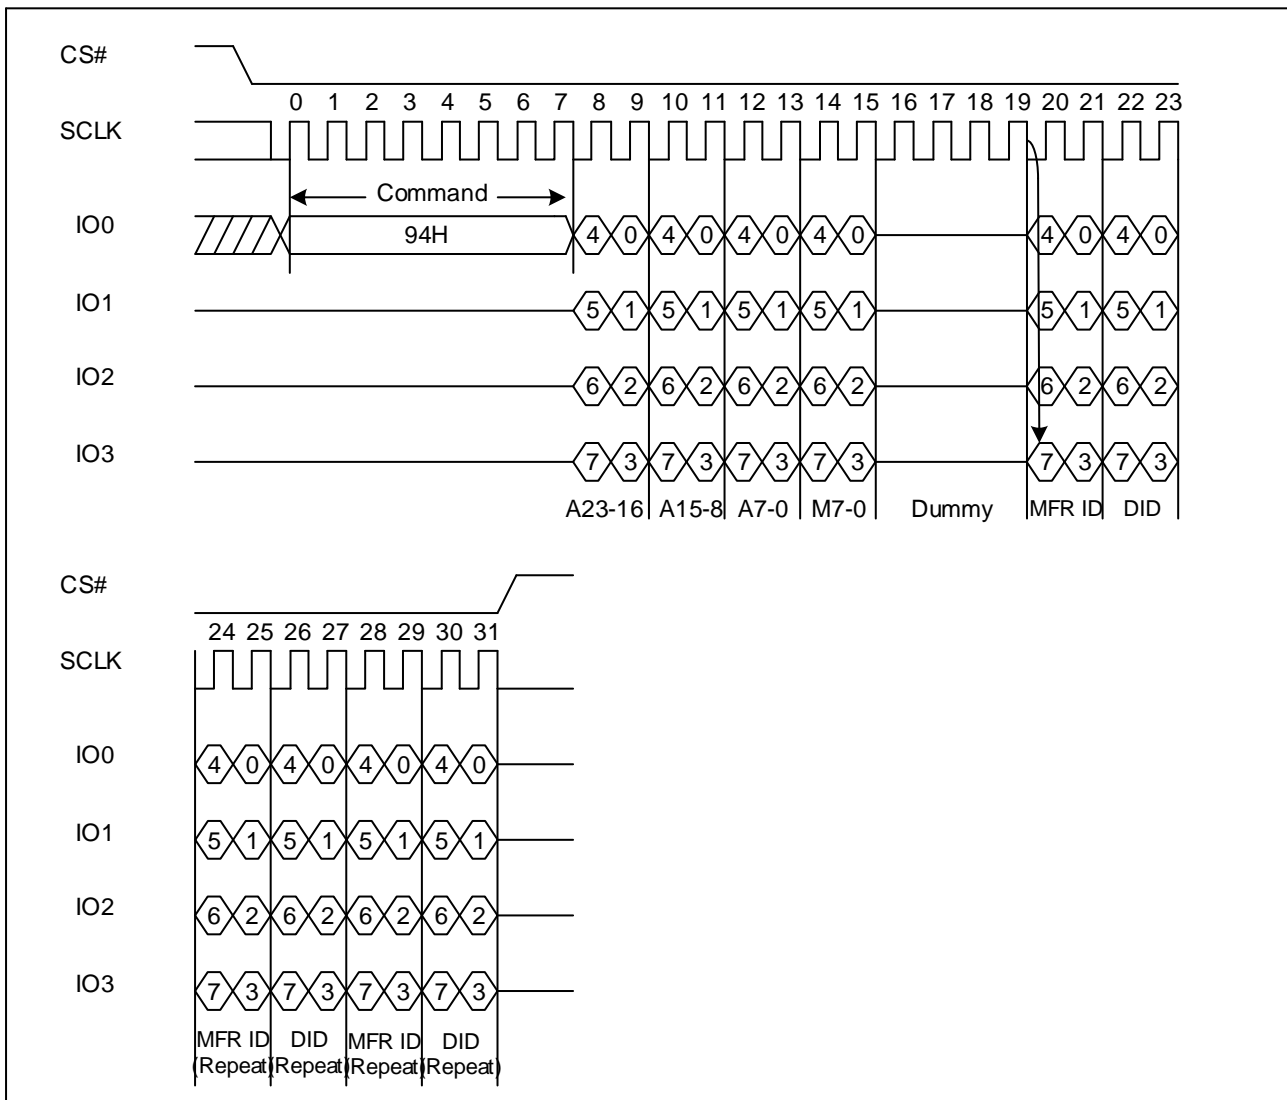 CS#
0 1 2 3 4 5 6 7 8 9 10 11 12 13 14 15 16 17 18 19 20 21 22 23
SCLK
Command
IO0 94H 4 0 4 0 4 0 4 0 4 0 4 0
IO1 5 1 5 1 5 1 5 1 5 1 5 1
IO2 6 2 6 2 6 2 6 2 6 2 6 2
IO3 7 3 7 3 7 3 7 3 7 3 7 3
A23-16 A15-8 A7-0 M7-0 Dummy MFR ID DID
CS#
24 25 26 27 28 29 30 31
SCLK
IO0 4 0 4 0 4 0 4 0
IO1 5 1 5 1 5 1 5 1
IO2 6 2 6 2 6 2 6 2
IO3 7 3 7 3 7 3 7 3
MFR ID DID MFR ID DID
(Repeat) (Repeat) (Repeat) (Repeat)